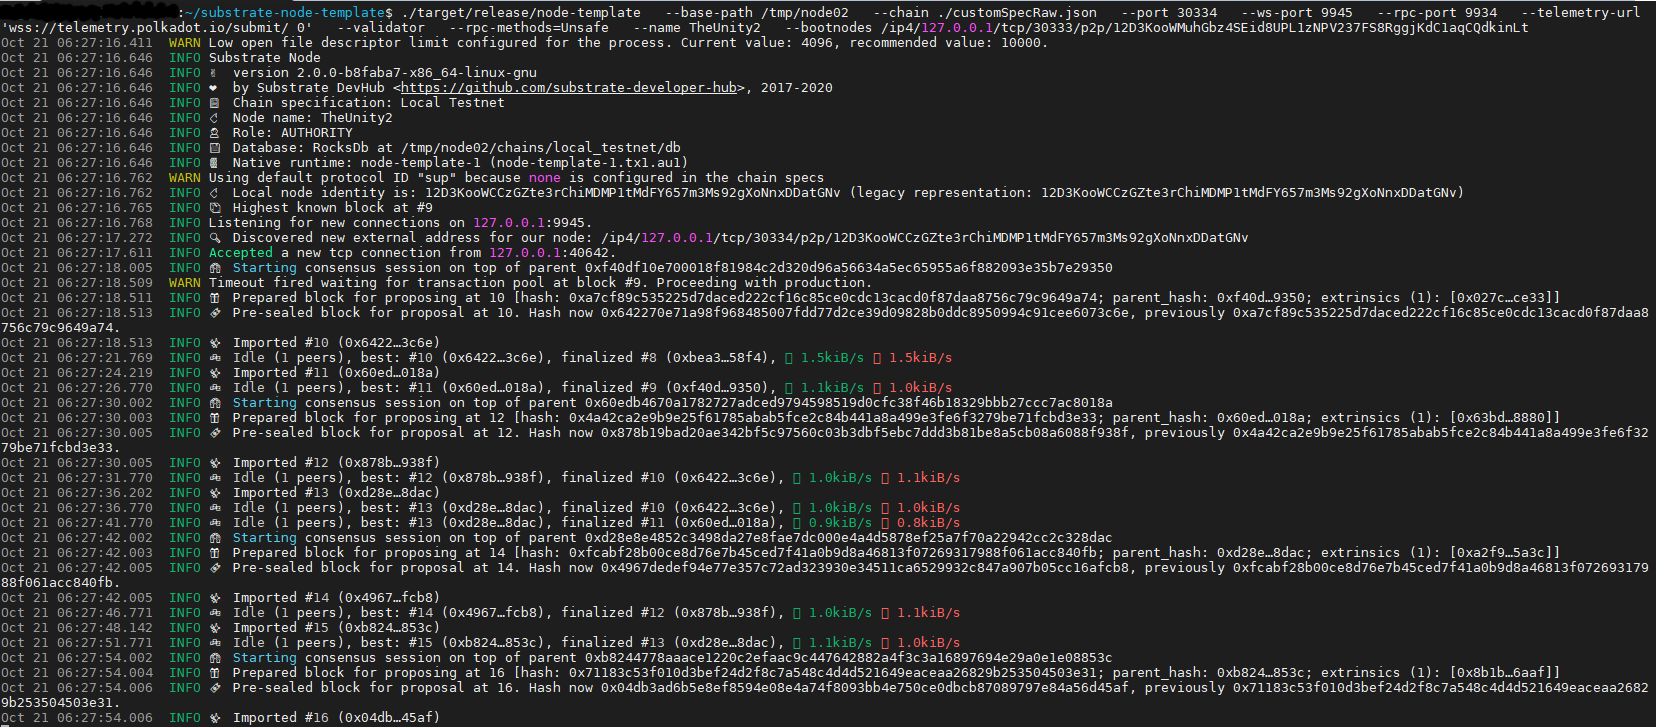 :~/substrate-node-template$ ./target/release/node-template   --base-path /tmp/node02   --chain ./customSpecRaw.json   --port 30334   --ws-port 9945   --rpc-port 9934   --telemetry-url
'wss://telemetry.polkadot.io/submit/ 0'   --validator   --rpc-methods=Unsafe   --name TheUnity2   --bootnodes /ip4/127.0.0.1/tcp/30333/p2p/12D3KooWMuhGbz4SEid8UPL1zNPV237FS8RggjKdC1aqCQdkinLt
Oct 21 06:27:16.411  WARN Low open file descriptor limit configured for the process. Current value: 4096, recommended value: 10000.
Oct 21 06:27:16.646  INFO Substrate Node
Oct 21 06:27:16.646  INFO ✌  version 2.0.0-b8faba7-x86_64-linux-gnu
Oct 21 06:27:16.646  INFO ❤  by Substrate DevHub <https://github.com/substrate-developer-hub>, 2017-2020
Oct 21 06:27:16.646  INFO 📋 Chain specification: Local Testnet
Oct 21 06:27:16.646  INFO 🏷  Node name: TheUnity2
Oct 21 06:27:16.646  INFO 👤 Role: AUTHORITY
Oct 21 06:27:16.646  INFO 💾 Database: RocksDb at /tmp/node02/chains/local_testnet/db
Oct 21 06:27:16.646  INFO ⛓  Native runtime: node-template-1 (node-template-1.tx1.au1)
Oct 21 06:27:16.762  WARN Using default protocol ID "sup" because none is configured in the chain specs
Oct 21 06:27:16.762  INFO 🏷  Local node identity is: 12D3KooWCCzGZte3rChiMDMP1tMdFY657m3Ms92gXoNnxDDatGNv (legacy representation: 12D3KooWCCzGZte3rChiMDMP1tMdFY657m3Ms92gXoNnxDDatGNv)
Oct 21 06:27:16.765  INFO 📦 Highest known block at #9
Oct 21 06:27:16.768  INFO Listening for new connections on 127.0.0.1:9945.
Oct 21 06:27:17.272  INFO 🔍 Discovered new external address for our node: /ip4/127.0.0.1/tcp/30334/p2p/12D3KooWCCzGZte3rChiMDMP1tMdFY657m3Ms92gXoNnxDDatGNv
Oct 21 06:27:17.611  INFO Accepted a new tcp connection from 127.0.0.1:40642.
Oct 21 06:27:18.005  INFO 🙌 Starting consensus session on top of parent 0xf40df10e700018f81984c2d320d96a56634a5ec65955a6f882093e35b7e29350
Oct 21 06:27:18.509  WARN Timeout fired waiting for transaction pool at block #9. Proceeding with production.
Oct 21 06:27:18.511  INFO 🎁 Prepared block for proposing at 10 [hash: 0xa7cf89c535225d7daced222cf16c85ce0cdc13cacd0f87daa8756c79c9649a74; parent_hash: 0xf40d…9350; extrinsics (1): [0x027c…ce33]]
Oct 21 06:27:18.513  INFO 🔖 Pre-sealed block for proposal at 10. Hash now 0x642270e71a98f968485007fdd77d2ce39d09828b0ddc8950994c91cee6073c6e, previously 0xa7cf89c535225d7daced222cf16c85ce0cdc13cacd0f87daa8
756c79c9649a74.
Oct 21 06:27:18.513  INFO ✨ Imported #10 (0x6422…3c6e)
Oct 21 06:27:21.769  INFO 💤 Idle (1 peers), best: #10 (0x6422…3c6e), finalized #8 (0xbea3…58f4), 1.5kiB/s 1.5kiB/s
Oct 21 06:27:24.219  INFO ✨ Imported #11 (0x60ed…018a)
Oct 21 06:27:26.770  INFO 💤 Idle (1 peers), best: #11 (0x60ed…018a), finalized #9 (0xf40d…9350), 1.1kiB/s 1.0kiB/s
Oct 21 06:27:30.002  INFO 🙌 Starting consensus session on top of parent 0x60edb4670a1782727adced9794598519d0cfc38f46b18329bbb27ccc7ac8018a
Oct 21 06:27:30.003  INFO 🎁 Prepared block for proposing at 12 [hash: 0x4a42ca2e9b9e25f61785abab5fce2c84b441a8a499e3fe6f3279be71fcbd3e33; parent_hash: 0x60ed…018a; extrinsics (1): [0x63bd…8880]]
Oct 21 06:27:30.005  INFO 🔖 Pre-sealed block for proposal at 12. Hash now 0x878b19bad20ae342bf5c97560c03b3dbf5ebc7ddd3b81be8a5cb08a6088f938f, previously 0x4a42ca2e9b9e25f61785abab5fce2c84b441a8a499e3fe6f32
79be71fcbd3e33.
Oct 21 06:27:30.005  INFO ✨ Imported #12 (0x878b…938f)
Oct 21 06:27:31.770  INFO 💤 Idle (1 peers), best: #12 (0x878b…938f), finalized #10 (0x6422…3c6e), 1.0kiB/s 1.1kiB/s
Oct 21 06:27:36.202  INFO ✨ Imported #13 (0xd28e…8dac)
Oct 21 06:27:36.770  INFO 💤 Idle (1 peers), best: #13 (0xd28e…8dac), finalized #10 (0x6422…3c6e), 1.0kiB/s 1.0kiB/s
Oct 21 06:27:41.770  INFO 💤 Idle (1 peers), best: #13 (0xd28e…8dac), finalized #11 (0x60ed…018a), 0.9kiB/s 0.8kiB/s
Oct 21 06:27:42.002  INFO 🙌 Starting consensus session on top of parent 0xd28e8e4852c3498da27e8fae7dc000e4a4d5878ef25a7f70a22942cc2c328dac
Oct 21 06:27:42.003  INFO 🎁 Prepared block for proposing at 14 [hash: 0xfcabf28b00ce8d76e7b45ced7f41a0b9d8a46813f07269317988f061acc840fb; parent_hash: 0xd28e…8dac; extrinsics (1): [0xa2f9…5a3c]]
Oct 21 06:27:42.005  INFO 🔖 Pre-sealed block for proposal at 14. Hash now 0x4967dedef94e77e357c72ad323930e34511ca6529932c847a907b05cc16afcb8, previously 0xfcabf28b00ce8d76e7b45ced7f41a0b9d8a46813f072693179
88f061acc840fb.
Oct 21 06:27:42.005  INFO ✨ Imported #14 (0x4967…fcb8)
Oct 21 06:27:46.771  INFO 💤 Idle (1 peers), best: #14 (0x4967…fcb8), finalized #12 (0x878b…938f), 1.0kiB/s 1.1kiB/s
Oct 21 06:27:48.142  INFO ✨ Imported #15 (0xb824…853c)
Oct 21 06:27:51.771  INFO 💤 Idle (1 peers), best: #15 (0xb824…853c), finalized #13 (0xd28e…8dac), 1.1kiB/s 1.0kiB/s
Oct 21 06:27:54.002  INFO 🙌 Starting consensus session on top of parent 0xb8244778aaaace1220c2efaac9c447642882a4f3c3a16897694e29a0e1e08853c
Oct 21 06:27:54.004  INFO 🎁 Prepared block for proposing at 16 [hash: 0x71183c53f010d3bef24d2f8c7a548c4d4d521649eaceaa26829b253504503e31; parent_hash: 0xb824…853c; extrinsics (1): [0x8b1b…6aaf]]
Oct 21 06:27:54.006  INFO 🔖 Pre-sealed block for proposal at 16. Hash now 0x04db3ad6b5e8ef8594e08e4a74f8093bb4e750ce0dbcb87089797e84a56d45af, previously 0x71183c53f010d3bef24d2f8c7a548c4d4d521649eaceaa2682
9b253504503e31.
Oct 21 06:27:54.006  INFO ✨ Imported #16 (0x04db…45af)